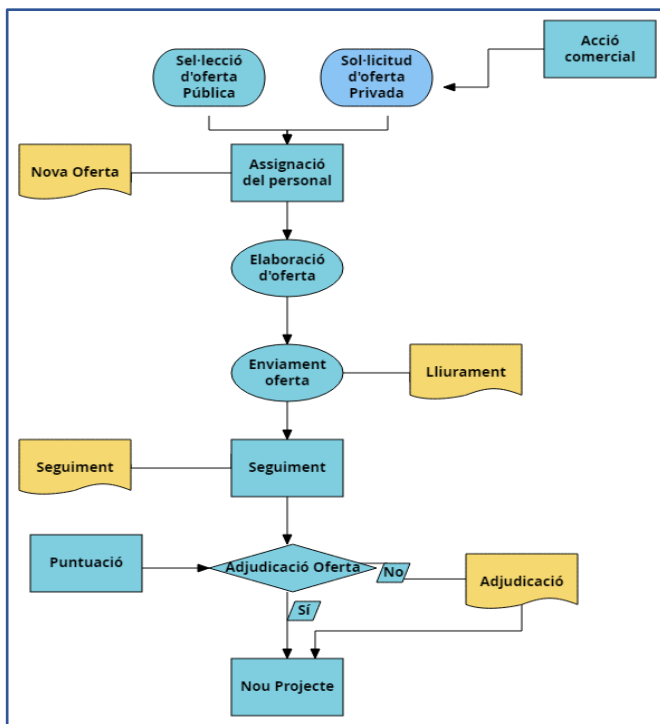 Sel·lecció
d'oferta
Pública
Sol·licitud
d'oferta
Privada
Acció
comercial
Nova Oferta
Assignació
del personal
Elaboració
d'oferta
Enviament
oferta
Lliurament
Seguiment
Seguiment
Puntuació
Adjudicació Oferta
No
Adjudicació
Sí
Nou Projecte